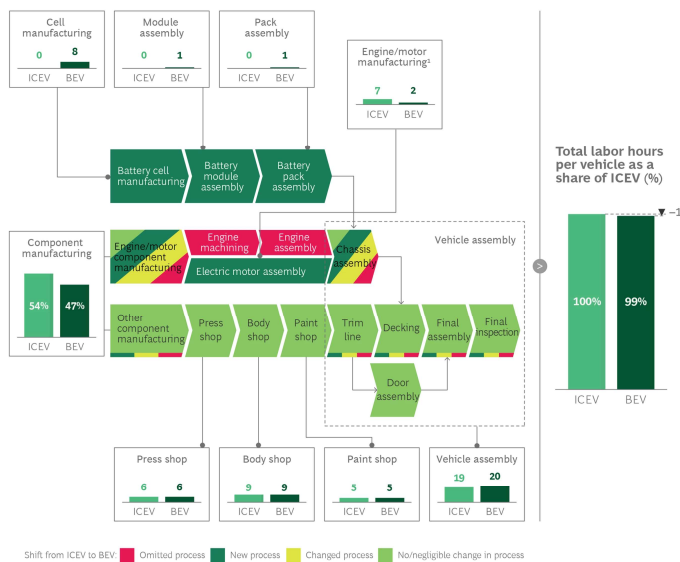 Cell
manufacturing
0
8
ICEV
BEV
Module
assembly
0
1
ICEV
BEV
Pack
assembly
0
1
ICEV
BEV
Engine/motor
manufacturing¹
7
2
ICEV
BEV
Battery cell
manufacturing
Battery
module
assembly
Battery
pack
assembly
Total labor hours
per vehicle as a
share of ICEV (%)
100%
99%
ICEV
BEV
Component
manufacturing
54%
47%
ICEV
BEV
Engine/motor
component
manufacturing
Engine
machining
Engine
assembly
Electric motor assembly
Chassis
assembly
Vehicle assembly
>
Other
component
manufacturing
Press
shop
Body
shop
Paint
shop
Trim
line
Decking
Final
assembly
Final
inspection
Door
assembly
Press shop
6
6
ICEV
BEV
Body shop
9
9
ICEV
BEV
Paint shop
5
5
ICEV
BEV
Vehicle assembly
19
20
ICEV
BEV
Shift from ICEV to BEV:
Omitted process
New process
Changed process
No/negligible change in process